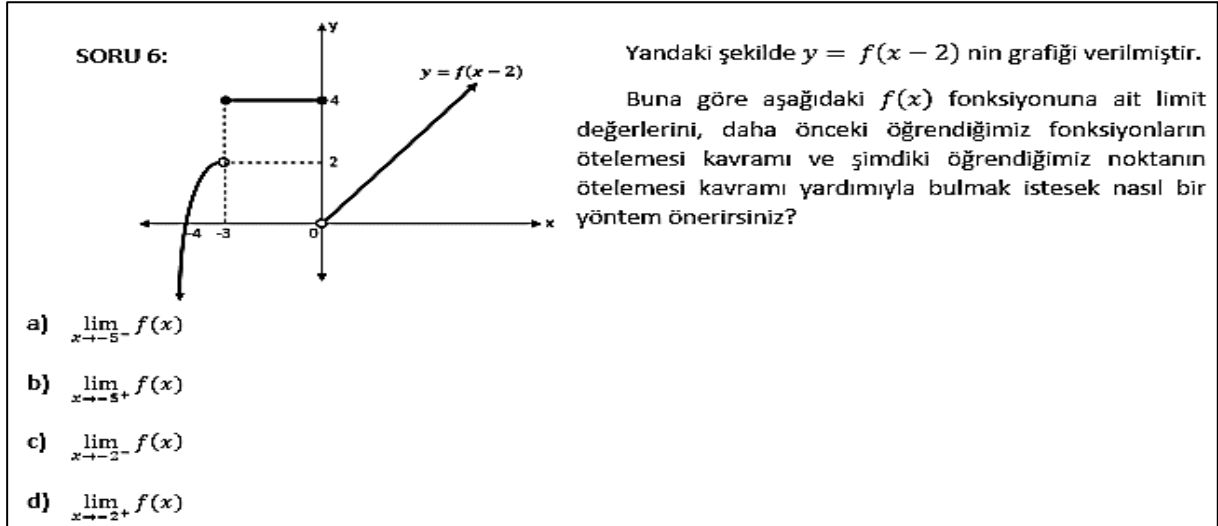 SORU 6:
y
y = f(x − 2)
4
2
-4 -3 0
x
Yandaki şekilde y = f(x − 2) nin grafiği verilmiştir.
Buna göre aşağıdaki f(x) fonksiyonuna ait limit
değerlerini, daha önceki öğrendiğimiz fonksiyonların
ötelemesi kavramı ve şimdiki öğrendiğimiz noktanın
ötelemesi kavramı yardımıyla bulmak istesek nasıl bir
yöntem önerirsiniz?
a) lim x→−5⁻ f(x)
b) lim x→−5⁺ f(x)
c) lim x→−2⁻ f(x)
d) lim x→−2⁺ f(x)